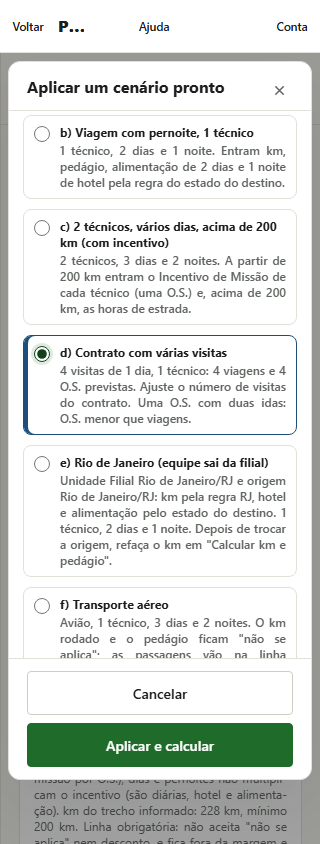 Voltar P... Ajuda Conta
Aplicar um cenário pronto ×
b) Viagem com pernoite, 1 técnico
1 técnico, 2 dias e 1 noite. Entram km,
pedágio, alimentação de 2 dias e 1 noite
de hotel pela regra do estado do destino.
c) 2 técnicos, vários dias, acima de 200
km (com incentivo)
2 técnicos, 3 dias e 2 noites. A partir de
200 km entram o Incentivo de Missão de
cada técnico (uma O.S.) e, acima de 200
km, as horas de estrada.
d) Contrato com várias visitas
4 visitas de 1 dia, 1 técnico: 4 viagens e 4
O.S. previstas. Ajuste o número de visitas
do contrato. Uma O.S. com duas idas:
O.S. menor que viagens.
e) Rio de Janeiro (equipe sai da filial)
Unidade Filial Rio de Janeiro/RJ e origem
Rio de Janeiro/RJ: km pela regra RJ, hotel
e alimentação pelo estado do destino. 1
técnico, 2 dias e 1 noite. Depois de trocar
a origem, refaça o km em "Calcular km e
pedágio".
f) Transporte aéreo
Avião, 1 técnico, 3 dias e 2 noites. O km
rodado e o pedágio ficam "não se
aplica"; as passagens vão na linha
Cancelar
Aplicar e calcular
missão por O.S.), dias e pernoites não multipli-
cam o incentivo (são diárias, hotel e alimenta-
ção). km do trecho informado: 228 km, mínimo
200 km. Linha obrigatória: não aceita "não se
aplica" nem desconto, e fica fora da margem e